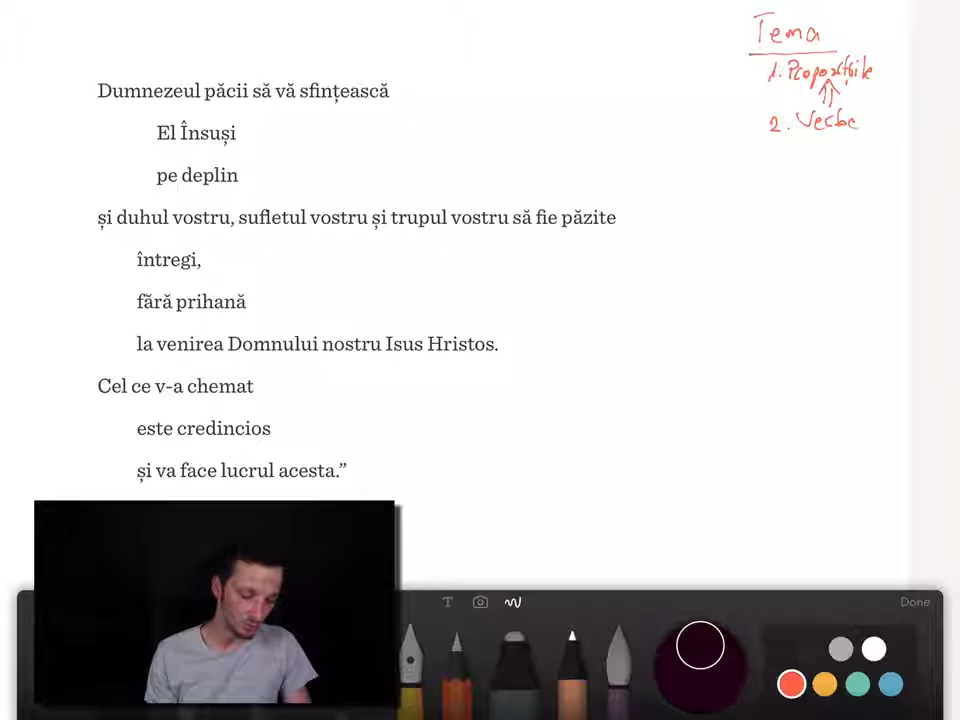 Tema
1. Propozițiile
2. Verbe
Dumnezeul păcii să vă sfințească
El Însuși
pe deplin
și duhul vostru, sufletul vostru și trupul vostru să fie păzite
întregi,
fără prihană
la venirea Domnului nostru Isus Hristos.
Cel ce v-a chemat
este credincios
și va face lucrul acesta.”
T
Done